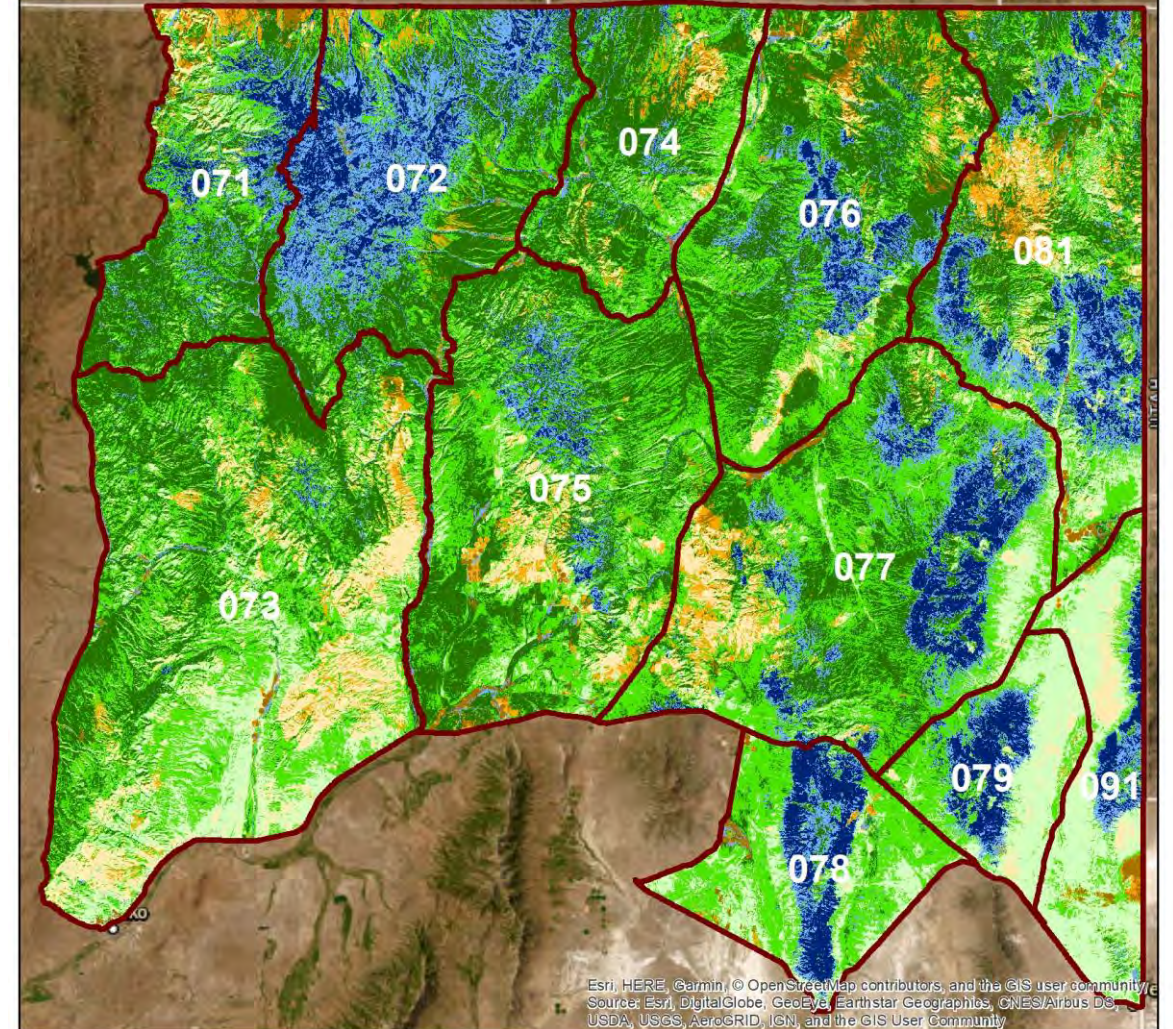 074
072
071
076
081
UTAH
075
077
073
079
091
078
KO
Esri, HERE, Garmin, © OpenStreetMap contributors, and the GIS user community
Source: Esri, DigitalGlobe, GeoEye, Earthstar Geographics, CNES/Airbus DS,
USDA, USGS, AeroGRID, IGN, and the GIS User Community